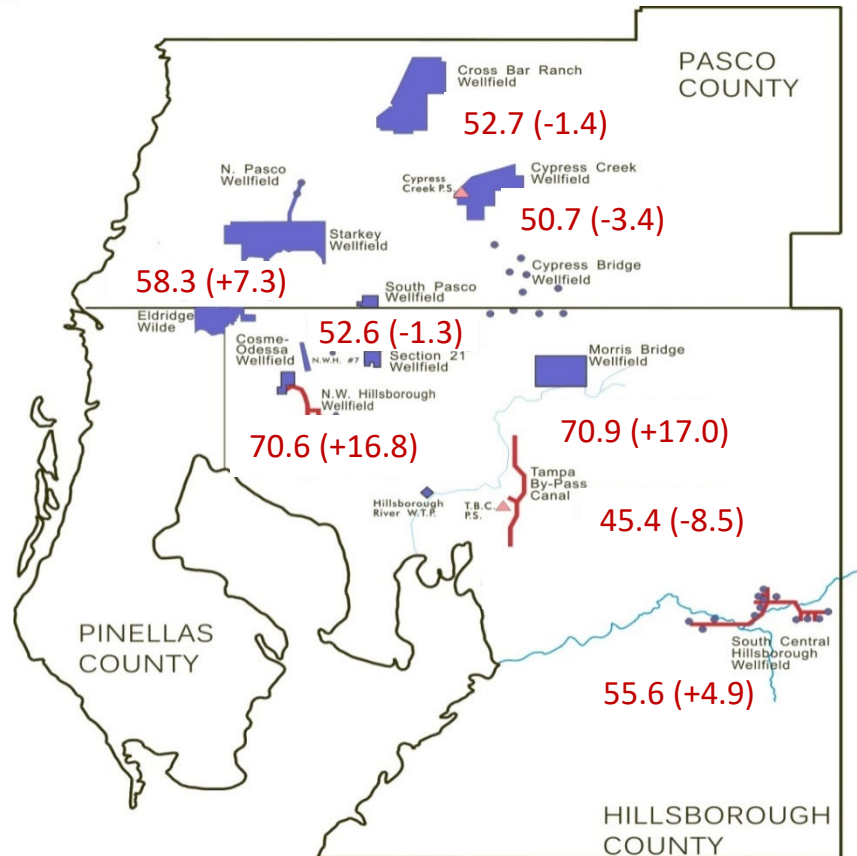 PASCO
COUNTY
Cross Bar Ranch
Wellfield
52.7 (-1.4)
N. Pasco
Wellfield
Cypress
Creek P.S.
Cypress Creek
Wellfield
50.7 (-3.4)
Starkey
Wellfield
58.3 (+7.3)
Cypress Bridge
Wellfield
South Pasco
Wellfield
Eldridge
Wilde
52.6 (-1.3)
Cosme-
Odessa
Wellfield
N.W.H. #7
Section 21
Wellfield
Morris Bridge
Wellfield
N.W. Hillsborough
Wellfield
70.6 (+16.8)
70.9 (+17.0)
Tampa
By-Pass
Canal
Hillsborough
River W.T.P.
T.B.C.
P.S.
45.4 (-8.5)
PINELLAS
COUNTY
South Central
Hillsborough
Wellfield
55.6 (+4.9)
HILLSBOROUGH
COUNTY